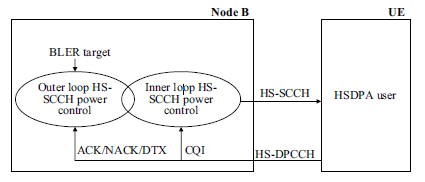 Node B
UE
BLER target
Outer loop HS-
SCCH power
control
Inner loop HS-
SCCH power
control
HS-SCCH
HSDPA user
ACK/NACK/DTX
CQI
HS-DPCCH